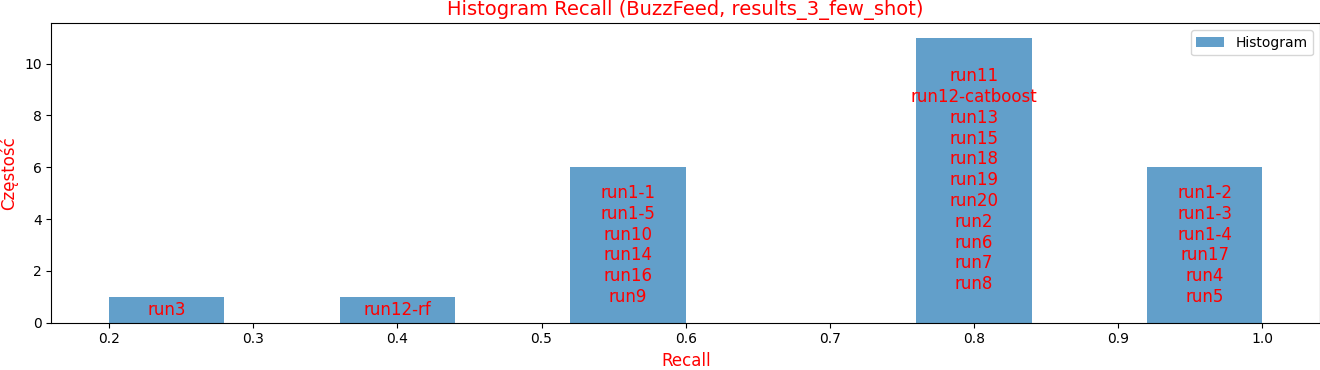 Histogram Recall (BuzzFeed, results_3_few_shot)
Histogram
Częstość
10
8
6
4
2
0
run3
run12-rf
run1-1
run1-5
run10
run14
run16
run9
run11
run12-catboost
run13
run15
run18
run19
run20
run2
run6
run7
run8
run1-2
run1-3
run1-4
run17
run4
run5
0.2 0.3 0.4 0.5 0.6 0.7 0.8 0.9 1.0
Recall